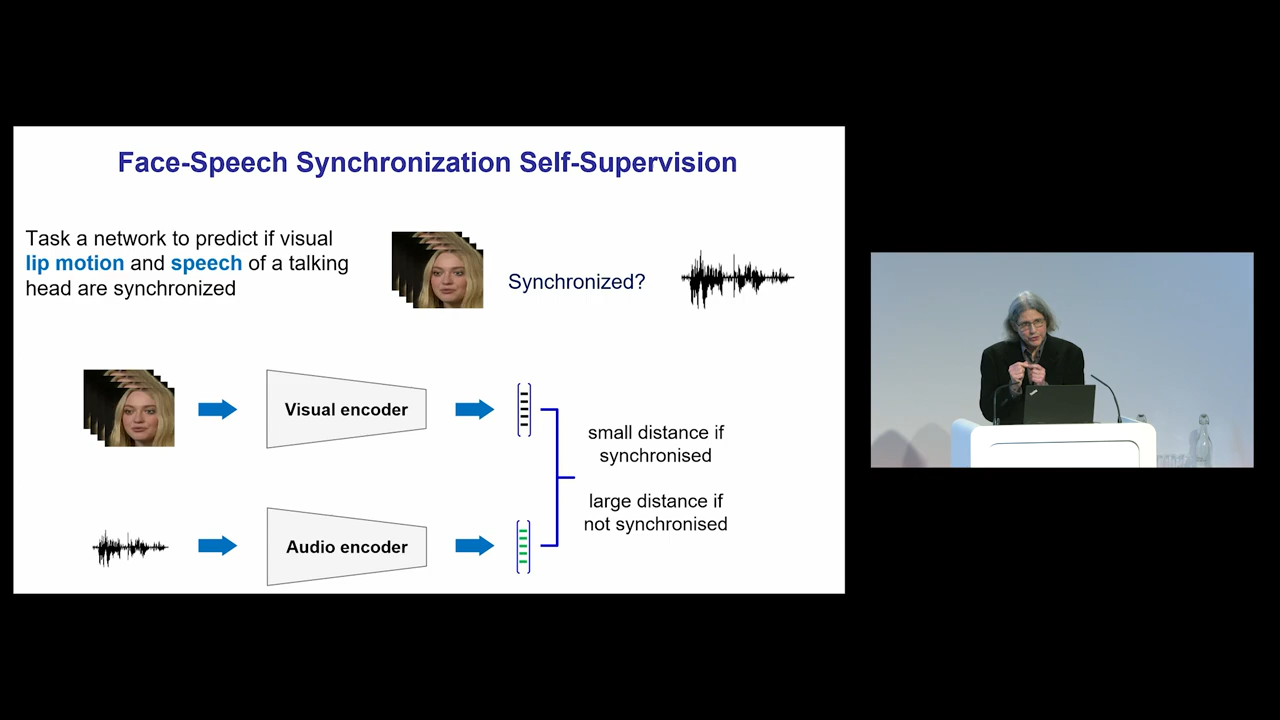 Face-Speech Synchronization Self-Supervision
Task a network to predict if visual
lip motion and speech of a talking
head are synchronized
Synchronized?
Visual encoder
small distance if
synchronised
large distance if
not synchronised
Audio encoder